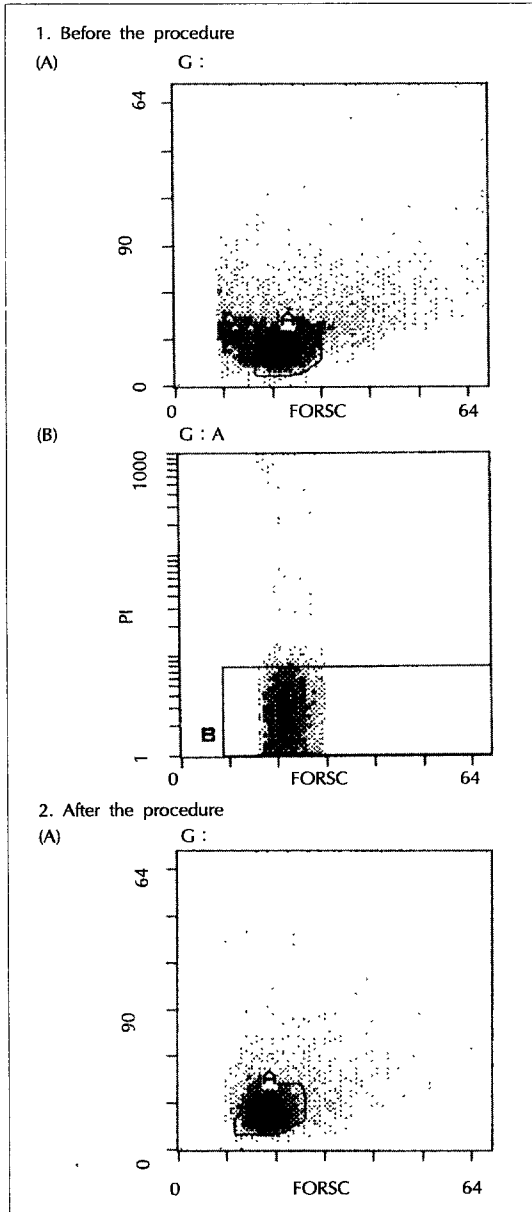 1. Before the procedure
(A) G :
64
90
0
A
0 FORSC 64
(B) G : A
1000
PI
1
B
0 FORSC 64
2. After the procedure
(A) G :
64
90
0
A
0 FORSC 64